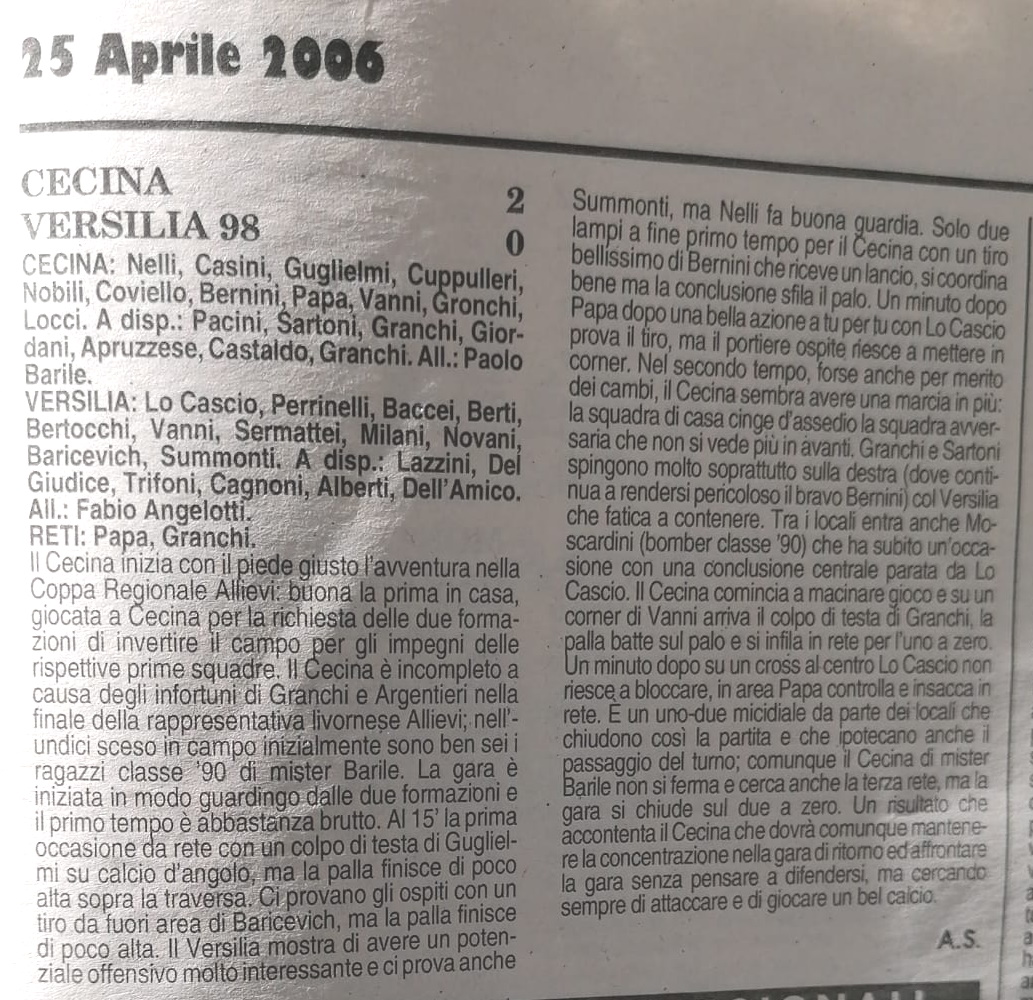 25 Aprile 2006
CECINA 2
VERSILIA 98 0
CECINA: Nelli, Casini, Guglielmi, Cuppulleri,
Nobili, Coviello, Bernini, Papa, Vanni, Gronchi,
Locci. A disp.: Pacini, Sartoni, Granchi, Gior-
dani, Apruzzese, Castaldo, Granchi. All.: Paolo
Barile.
VERSILIA: Lo Cascio, Perrinelli, Baccei, Berti,
Bertocchi, Vanni, Sermattei, Milani, Novani,
Baricevich, Summonti. A disp.: Lazzini, Del
Giudice, Trifoni, Cagnoni, Alberti, Dell'Amico.
All.: Fabio Angelotti.
RETI: Papa, Granchi.
Il Cecina inizia con il piede giusto l'avventura nella
Coppa Regionale Allievi: buona la prima in casa,
giocata a Cecina per la richiesta delle due forma-
zioni di invertire il campo per gli impegni delle
rispettive prime squadre. Il Cecina è incompleto a
causa degli infortuni di Granchi e Argentieri nella
finale della rappresentativa livornese Allievi; nell'-
undici sceso in campo inizialmente sono ben sei i
ragazzi classe '90 di mister Barile. La gara è
iniziata in modo guardingo dalle due formazioni e
il primo tempo è abbastanza brutto. Al 15' la prima
occasione da rete con un colpo di testa di Gugliel-
mi su calcio d'angolo, ma la palla finisce di poco
alta sopra la traversa. Ci provano gli ospiti con un
tiro da fuori area di Baricevich, ma la palla finisce
di poco alta. Il Versilia mostra di avere un poten-
ziale offensivo molto interessante e ci prova anche
Summonti, ma Nelli fa buona guardia. Solo due
lampi a fine primo tempo per il Cecina con un tiro
bellissimo di Bernini che riceve un lancio, si coordina
bene ma la conclusione sfila il palo. Un minuto dopo
Papa dopo una bella azione a tu per tu con Lo Cascio
prova il tiro, ma il portiere ospite riesce a mettere in
corner. Nel secondo tempo, forse anche per merito
dei cambi, il Cecina sembra avere una marcia in più:
la squadra di casa cinge d'assedio la squadra avver-
saria che non si vede più in avanti. Granchi e Sartoni
spingono molto soprattutto sulla destra (dove conti-
nua a rendersi pericoloso il bravo Bernini) col Versilia
che fatica a contenere. Tra i locali entra anche Mo-
scardini (bomber classe '90) che ha subito un'occa-
sione con una conclusione centrale parata da Lo
Cascio. Il Cecina comincia a macinare gioco e su un
corner di Vanni arriva il colpo di testa di Granchi, la
palla batte sul palo e si infila in rete per l'uno a zero.
Un minuto dopo su un cross al centro Lo Cascio non
riesce a bloccare, in area Papa controlla e insacca in
rete. E un uno-due micidiale da parte dei locali che
chiudono così la partita e che ipotecano anche il
passaggio del turno; comunque il Cecina di mister
Barile non si ferma e cerca anche la terza rete, ma la
gara si chiude sul due a zero. Un risultato che
accontenta il Cecina che dovrà comunque mantene-
re la concentrazione nella gara di ritorno ed affrontare
la gara senza pensare a difendersi, ma cercando
sempre di attaccare e di giocare un bel calcio.
A.S.